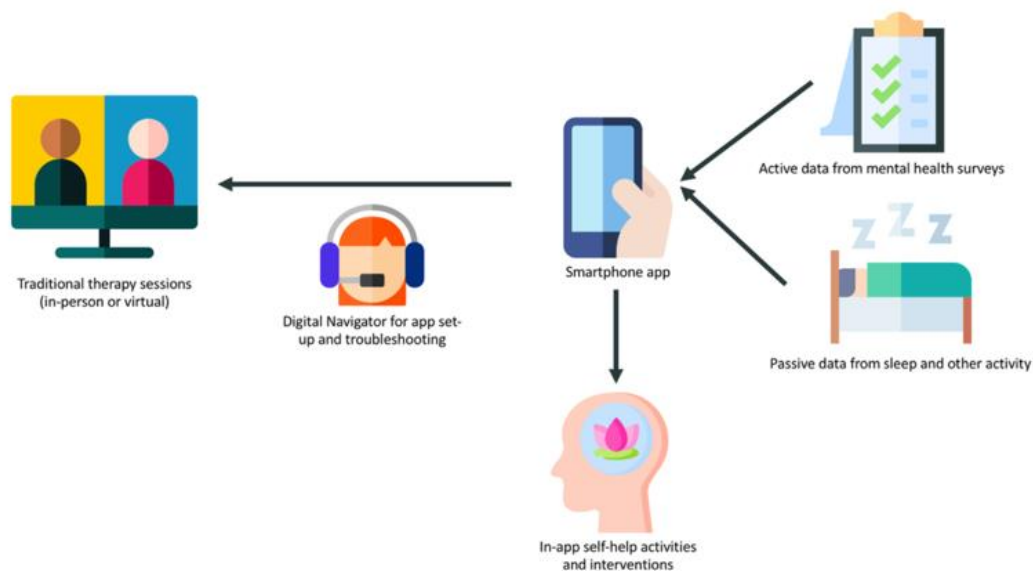 Active data from mental health surveys
Traditional therapy sessions
(in-person or virtual)
Smartphone app
Digital Navigator for app set-
up and troubleshooting
Passive data from sleep and other activity
In-app self-help activities
and interventions